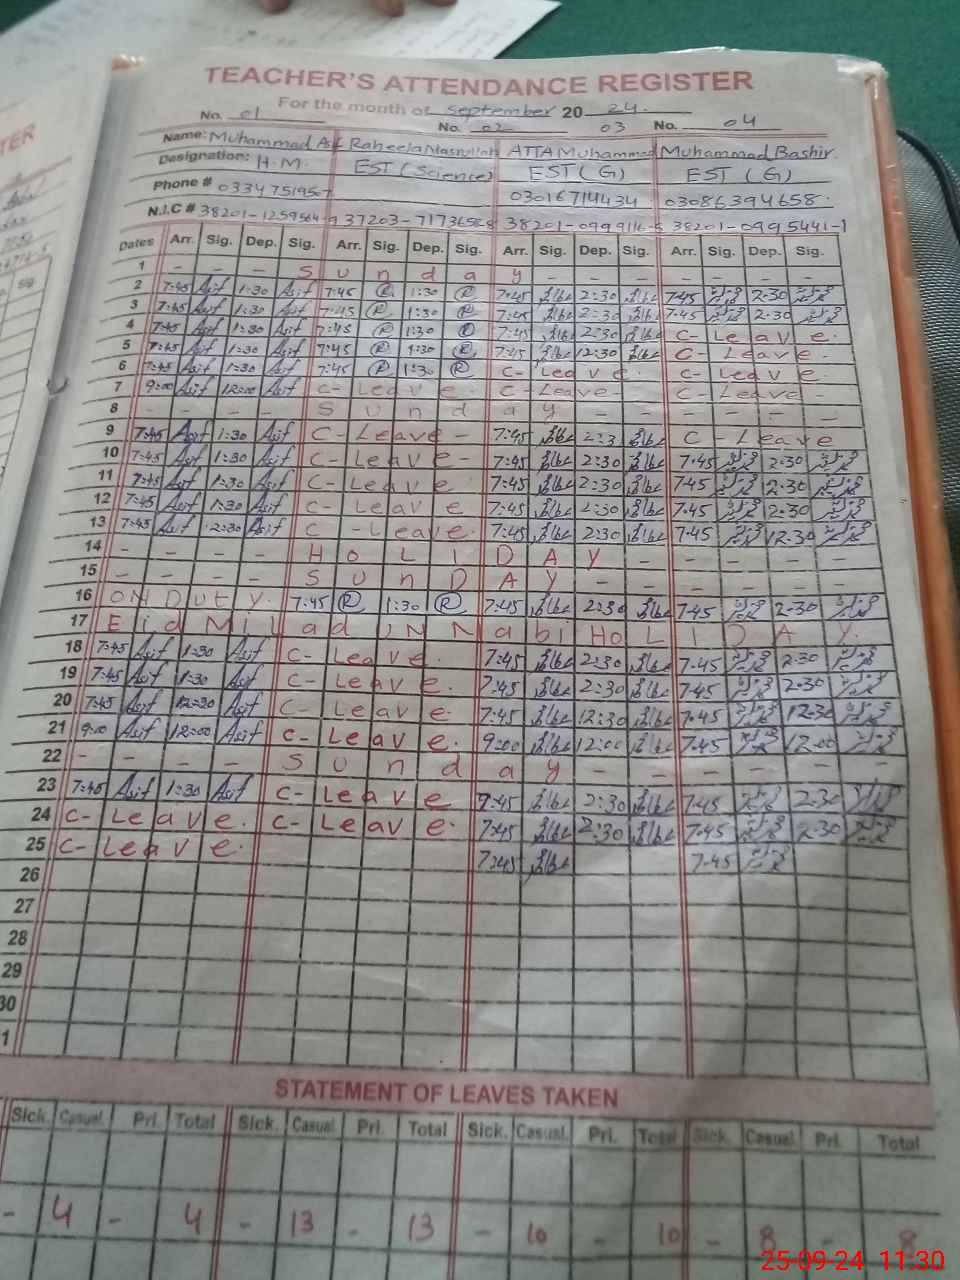 TEACHER'S ATTENDANCE REGISTER
For the month of September 20 24.
No. 01 No. 02 03 No. 04
Name: Muhammad Asif Raheela Nasrullah ATTA Muhammad Muhammad Bashir.
Designation: H.M. EST (Science) EST (G) EST (G)
Phone # 03347519507 03016714434 03086394658.
N.I.C # 38201-1259564-9 37203-7173656-8 38201-0999116-5 38201-0995441-1
Dates Arr. Sig. Dep. Sig. Arr. Sig. Dep. Sig. Arr. Sig. Dep. Sig. Arr. Sig. Dep. Sig.
1 - - - S u n d a y - - - - - - -
2 7:45 Asif 1:30 Asif 7:45 R 1:30 R 7:45 2:30 7:45 2:30
3 7:45 Asif 1:30 Asif 7:45 R 1:30 R 7:45 2:30 7:45 2:30
4 7:45 Asif 1:30 Asif 7:45 R 1:30 R 7:45 2:30 C- Leave.
5 7:45 Asif 1:30 Asif 7:45 R 1:30 R 7:45 12:30 C- Leave.
6 7:45 Asif 1:30 Asif 7:45 R 1:30 R C- Leave. C- Leave.
7 9:00 Asif 12:00 Asif C- Leave. C- Leave- C- Leave-
8 - - - - S u n d a y - - - - - -
9 7:45 Asif 1:30 Asif C- Leave- 7:45 2:3 C- Leave
10 7:45 Asif 1:30 Asif C- Leave- 7:45 2:30 7:45 2:30
11 7:45 Asif 1:30 Asif C- Leave 7:45 2:30 7:45 2:30
12 7:45 Asif 1:30 Asif C- Leave 7:45 2:30 7:45 2:30
13 7:45 Asif 2:30 Asif C- Leave. 7:45 2:30 7:45 12:30
14 - - - - H o L I D A y - - - - -
15 - - - - S u n D A y - - - - - -
16 ON Duty. 7:45 R 1:30 R 7:45 2:30 7:45 2-30
17 Eid Milad iN Nabi HoLIDAY.
18 7:45 Asif 1:30 Asif C- Leave. 7:45 2:30 7:45 2:30
19 7:45 Asif 1:30 Asif C- Leave. 7:45 2:30 7:45 2:30
20 7:45 Asif 12:30 Asif C- Leave. 7:45 12:30 7:45 12:30
21 9:00 Asif 12:00 Asif C- Leave. 9:00 12:00 7:45 12:00
22 - - - - S u n d a y - - - - - -
23 7:45 Asif 1:30 Asif C- Leave 7:45 2:30 7:45 2:30
24 C- Leave. C- Leave. 7:45 2:30 7:45 2:30
25 C- Leave. 7:45 7:45
26
27
28
29
30
1
STATEMENT OF LEAVES TAKEN
Sick. Casual. Pri. Total Sick. Casual. Pri. Total Sick. Casual. Pri. Total Sick. Casual. Pri. Total
- 4 - 4 - 13 - 13 - 10 - 10 - 8 - 8
25-09-24 11:30